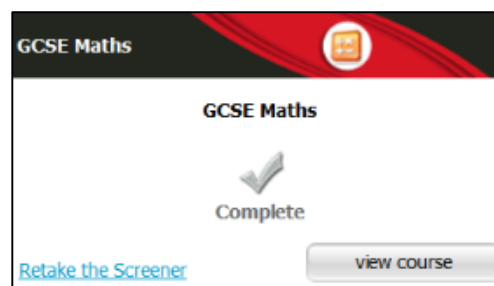 GCSE Maths
GCSE Maths
Complete
Retake the Screener
view course